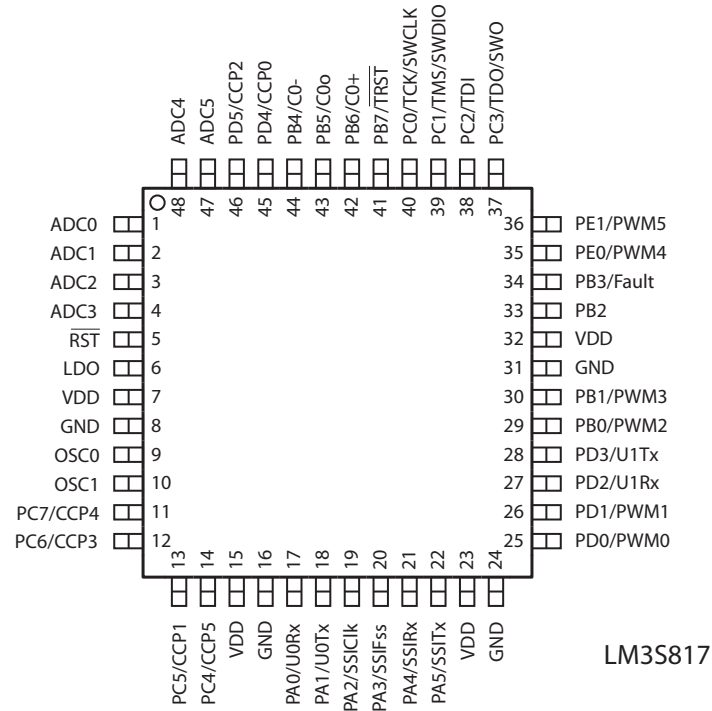 ADC4
ADC5
PD5/CCP2
PD4/CCP0
PB4/C0-
PB5/C0o
PB6/C0+
PB7/TRST
PC0/TCK/SWCLK
PC1/TMS/SWDIO
PC2/TDI
PC3/TDO/SWO
48
47
46
45
44
43
42
41
40
39
38
37
ADC0 1
ADC1 2
ADC2 3
ADC3 4
RST 5
LDO 6
VDD 7
GND 8
OSC0 9
OSC1 10
PC7/CCP4 11
PC6/CCP3 12
36 PE1/PWM5
35 PE0/PWM4
34 PB3/Fault
33 PB2
32 VDD
31 GND
30 PB1/PWM3
29 PB0/PWM2
28 PD3/U1Tx
27 PD2/U1Rx
26 PD1/PWM1
25 PD0/PWM0
13
14
15
16
17
18
19
20
21
22
23
24
PC5/CCP1
PC4/CCP5
VDD
GND
PA0/U0Rx
PA1/U0Tx
PA2/SSIClk
PA3/SSIFss
PA4/SSIRx
PA5/SSITx
VDD
GND
LM3S817